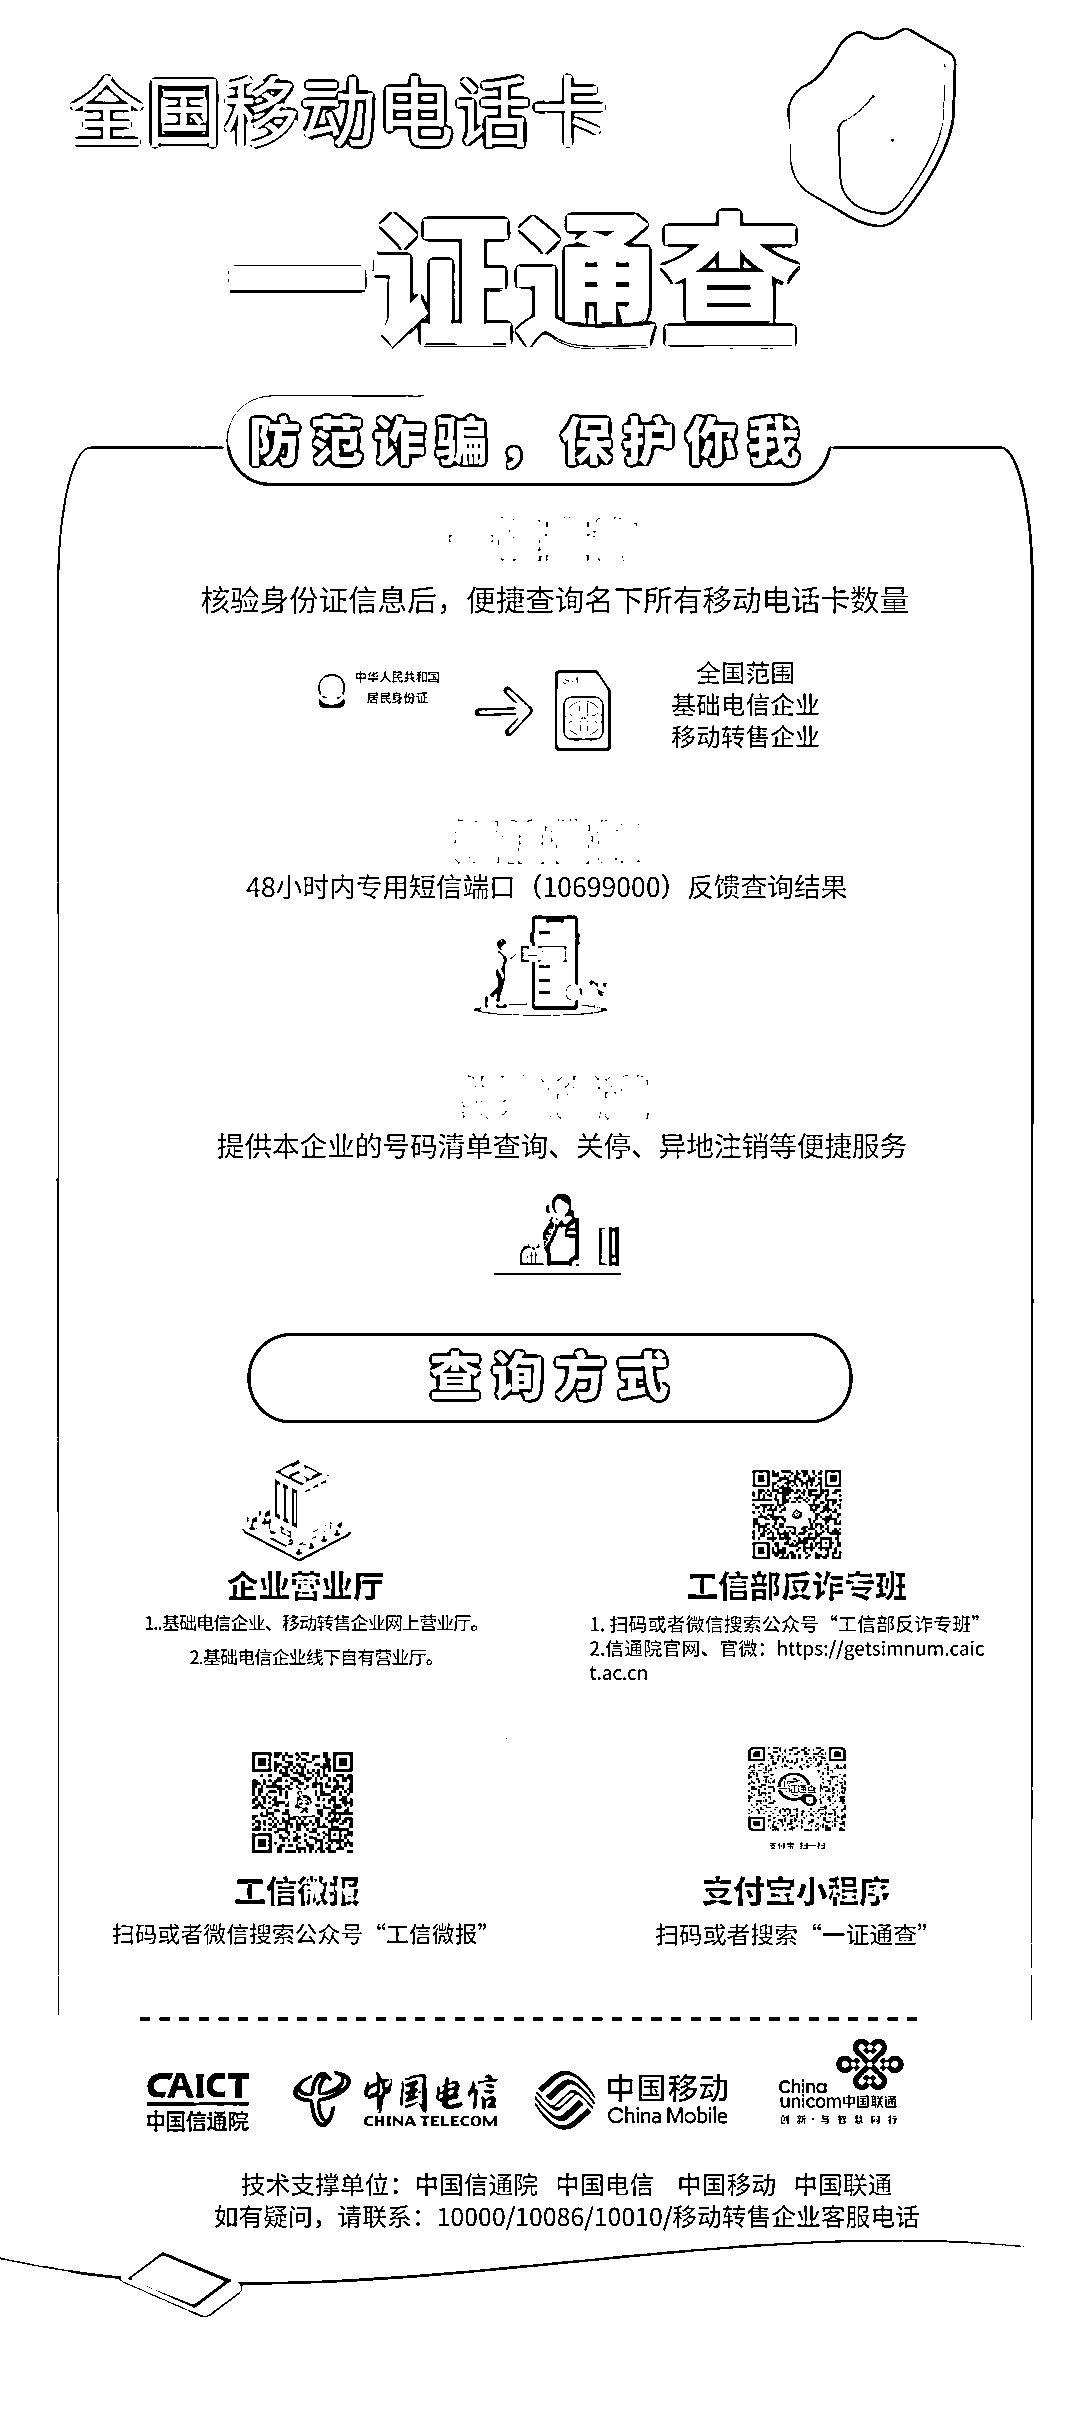 全国移动电话卡
一证通查
防范诈骗，保护你我
核验身份证信息后，便捷查询名下所有移动电话卡数量
中华人民共和国
居民身份证
全国范围
基础电信企业
移动转售企业
48小时内专用短信端口（10699000）反馈查询结果
提供本企业的号码清单查询、关停、异地注销等便捷服务
查询方式
企业营业厅
1..基础电信企业、移动转售企业网上营业厅。
2.基础电信企业线下自有营业厅。
工信部反诈专班
1. 扫码或者微信搜索公众号“工信部反诈专班”
2.信通院官网、官微：https://getsimnum.caic
t.ac.cn
工信微报
扫码或者微信搜索公众号“工信微报”
支付宝 扫一扫
支付宝小程序
扫码或者搜索“一证通查”
CAICT
中国信通院
中国电信
CHINA TELECOM
中国移动
China Mobile
China
unicom中国联通
创新·与智慧同行
技术支撑单位：中国信通院 中国电信 中国移动 中国联通
如有疑问，请联系：10000/10086/10010/移动转售企业客服电话